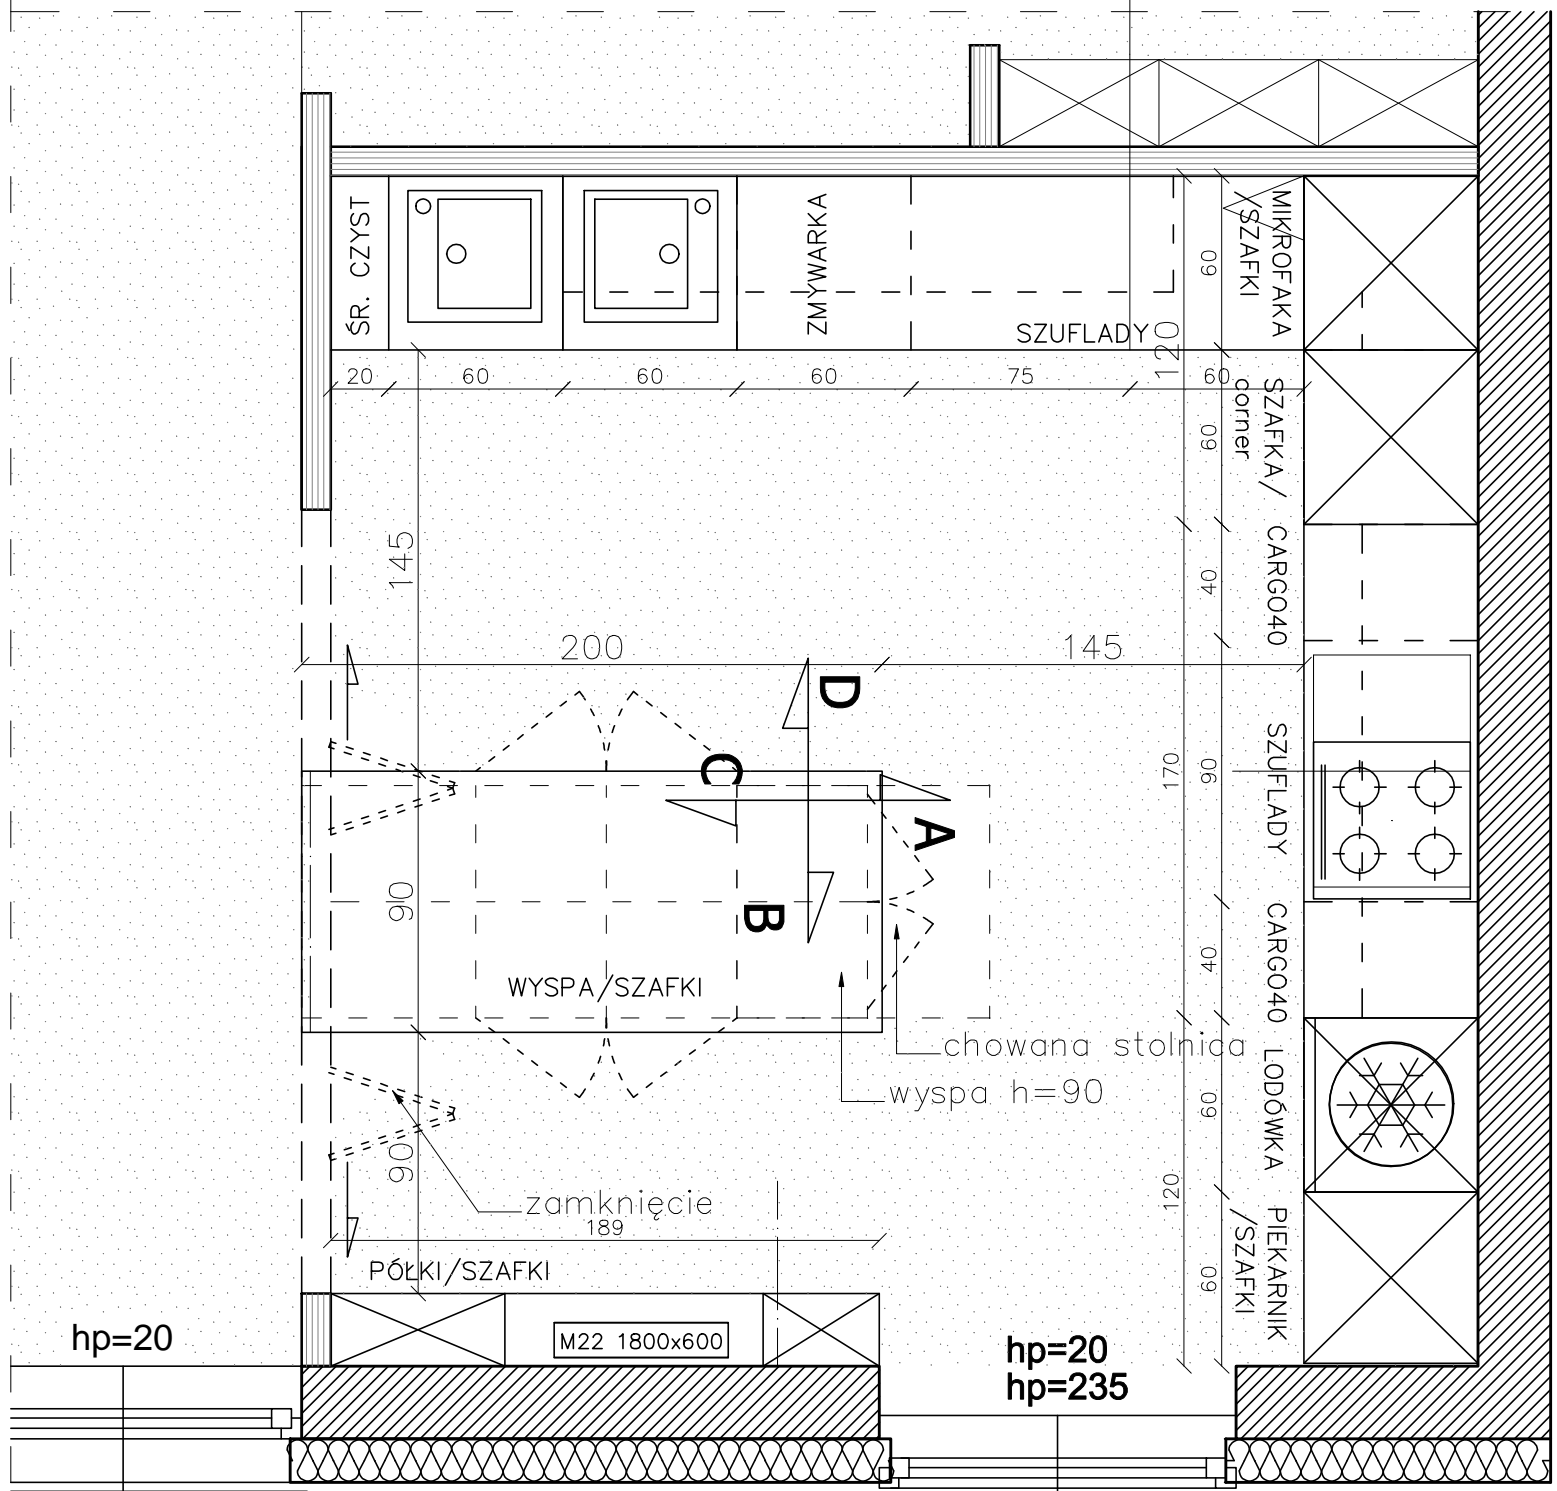 ŚR. CZYST
ZMYWARKA
SZUFLADY
MIKROFAKA
/SZAFKI
60
120
20
60
60
60
75
60
SZAFKA/
corner
60
145
CARGO40
40
200
145
D
C
SZUFLADY
170
90
A
90
B
CARGO40
40
WYSPA/SZAFKI
chowana stolnica
wyspa h=90
LODÓWKA
60
90
zamknięcie
189
120
PIEKARNIK
/SZAFKI
60
PÓŁKI/SZAFKI
hp=20
M22 1800x600
hp=20
hp=235